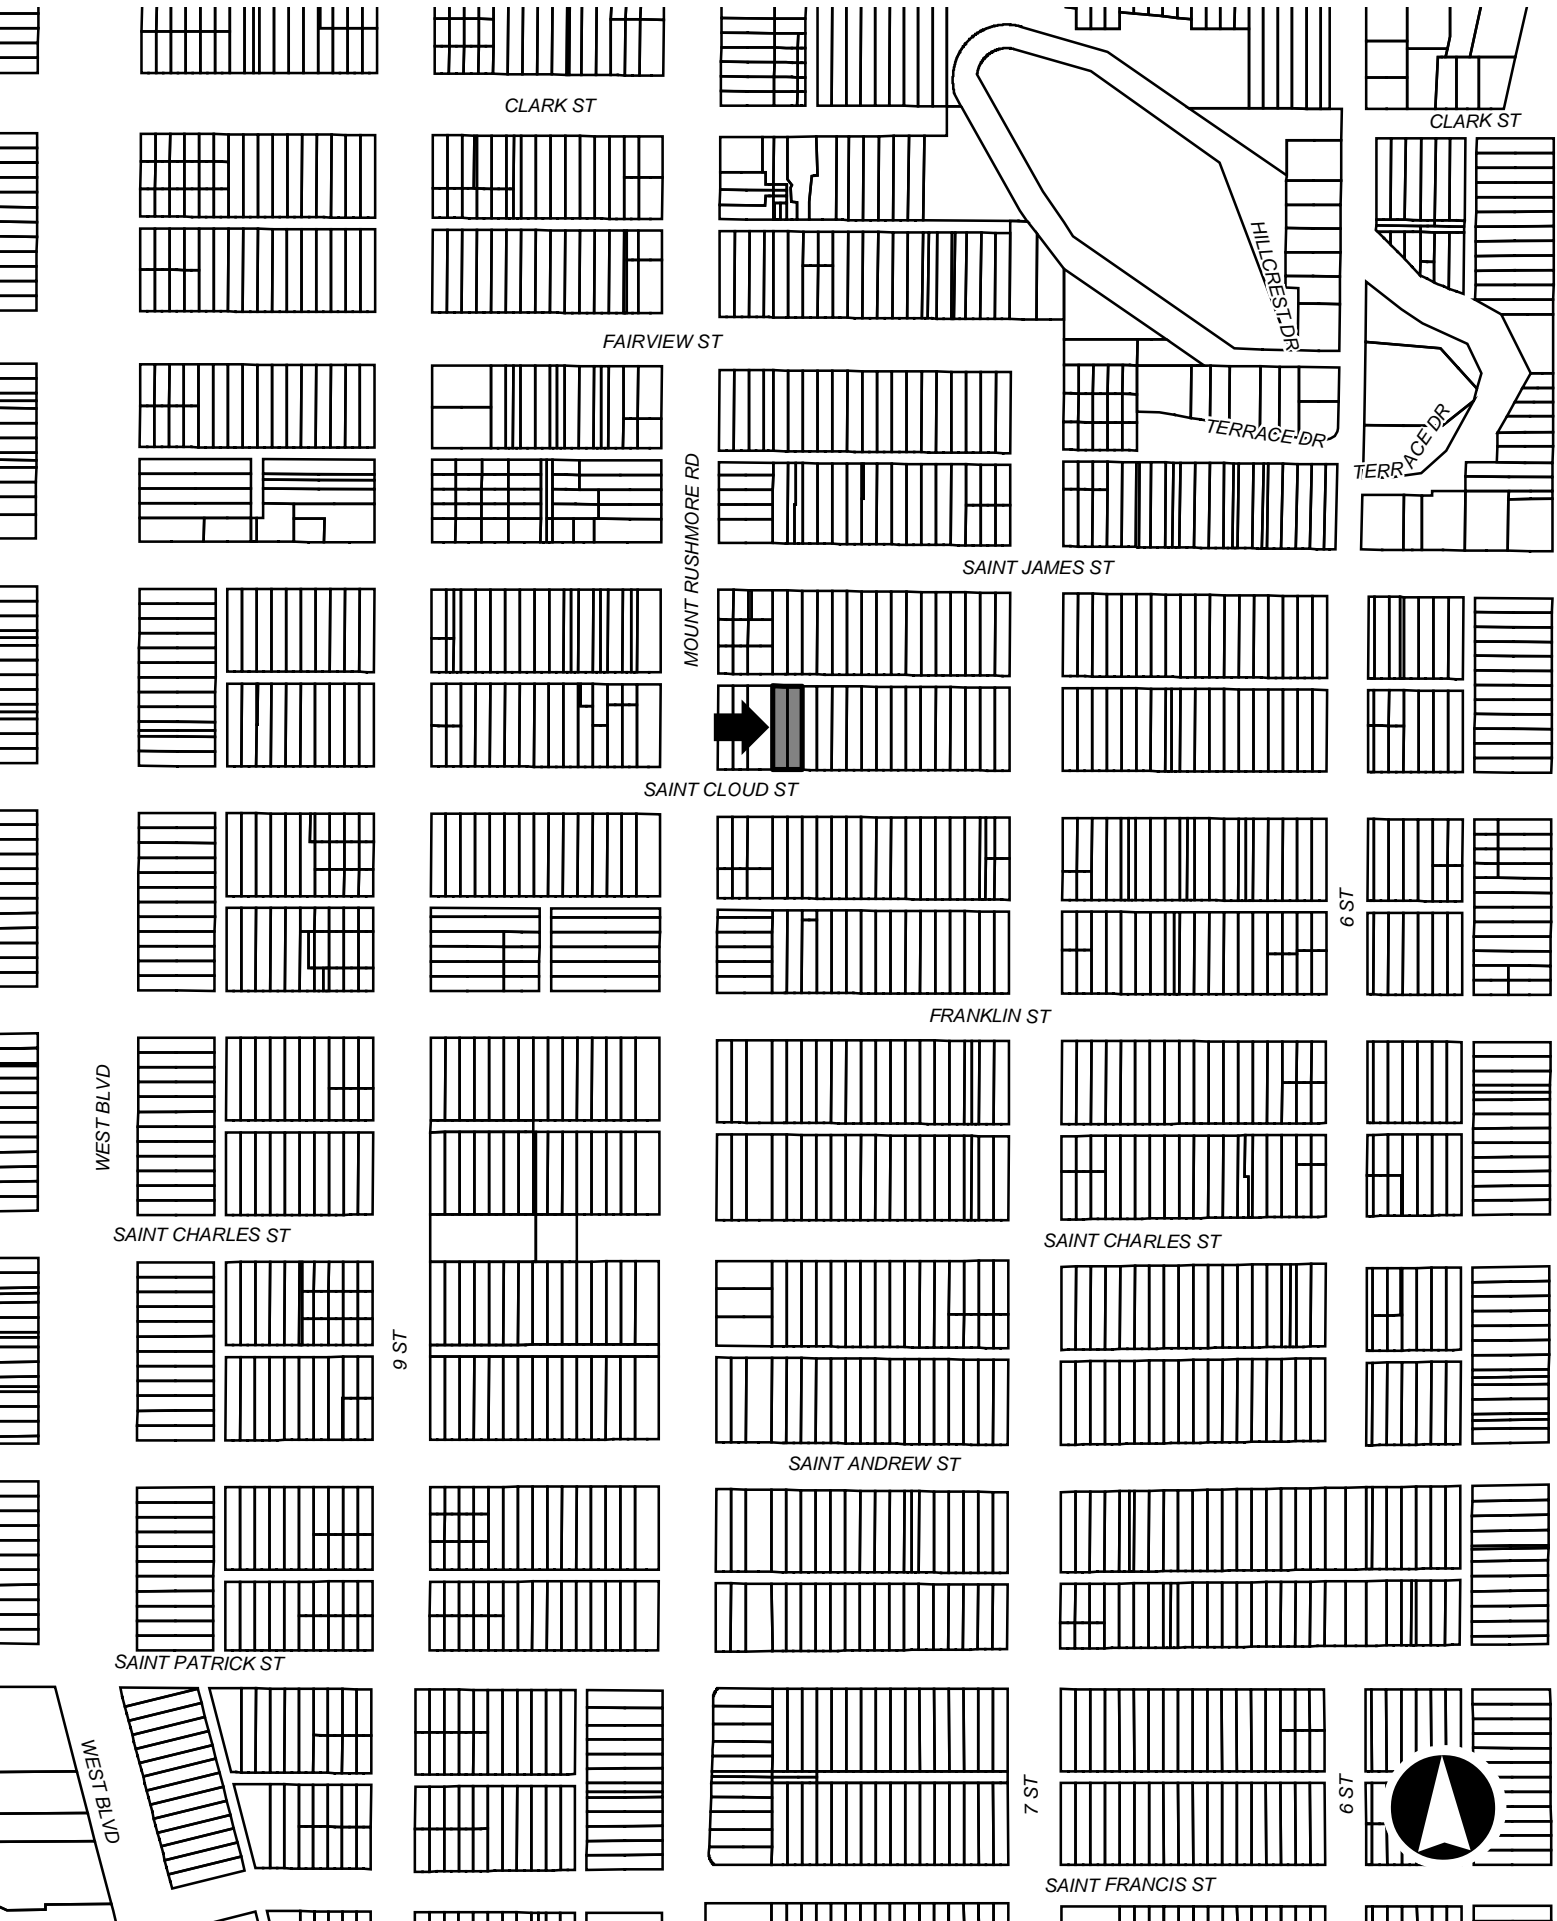 CLARK ST
CLARK ST
HILLCREST DR
FAIRVIEW ST
TERRACE DR
TERRACE DR
MOUNT RUSHMORE RD
SAINT JAMES ST
SAINT CLOUD ST
6 ST
FRANKLIN ST
WEST BLVD
SAINT CHARLES ST
SAINT CHARLES ST
9 ST
SAINT ANDREW ST
SAINT PATRICK ST
WEST BLVD
7 ST
6 ST
SAINT FRANCIS ST